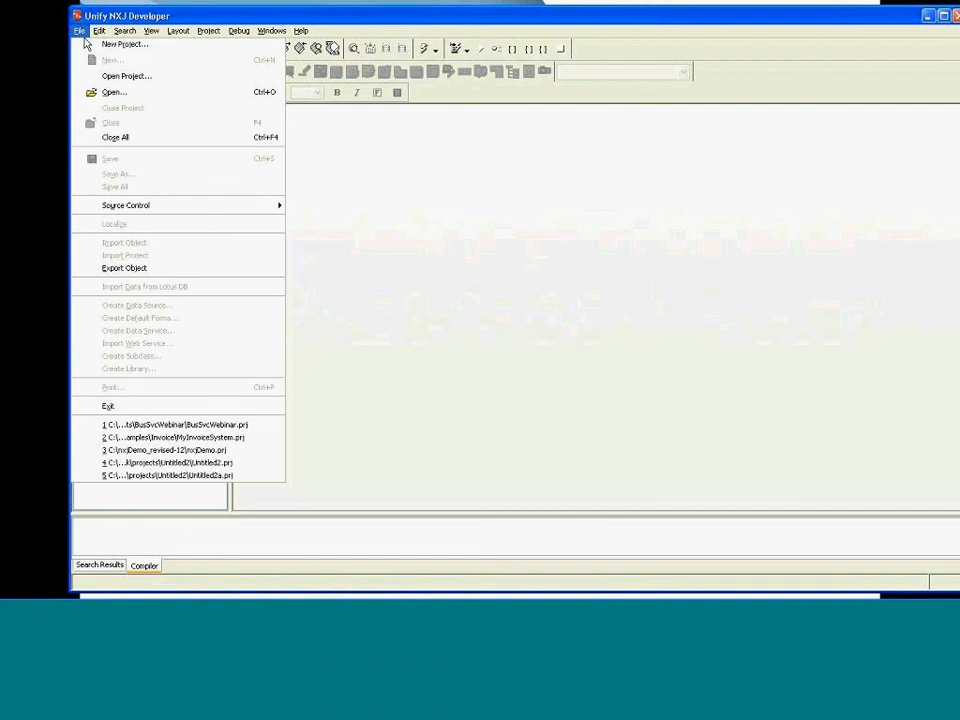 Unify NXJ Developer
File Edit Search View Layout Project Debug Windows Help
New Project...
New... Ctrl+N
Open Project...
Open... Ctrl+O
Close Project
Close F4
Close All Ctrl+F4
Save Ctrl+S
Save As...
Save All
Source Control
Localize
Import Object
Import Project
Export Object
Import Data from Lotus DB
Create Data Source...
Create Default Forms...
Create Data Service...
Import Web Service...
Create Subclass...
Create Library...
Print... Ctrl+P
Exit
1 C:\...ts\BusSvcWebinar\BusSvcWebinar.prj
2 C:\...amples\Invoice\MyInvoiceSystem.prj
3 C:\nxjDemo_revised-12\nxjDemo.prj
4 C:\...k\projects\Untitled2\Untitled2.prj
5 C:\...\projects\Untitled2\Untitled2a.prj
B I
Search Results Compiler